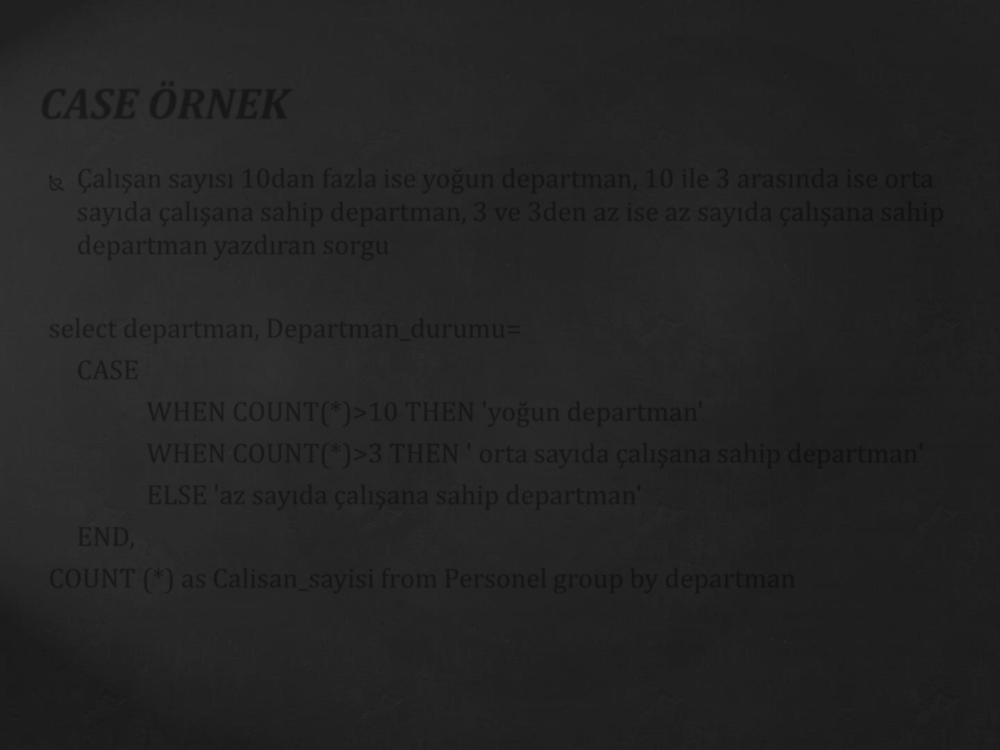 CASE ÖRNEK
Çalışan sayısı 10dan fazla ise yoğun departman, 10 ile 3 arasında ise orta
sayıda çalışana sahip departman, 3 ve 3den az ise az sayıda çalışana sahip
departman yazdıran sorgu
select departman, Departman_durumu=
CASE
WHEN COUNT(*)>10 THEN 'yoğun departman'
WHEN COUNT(*)>3 THEN ' orta sayıda çalışana sahip departman'
ELSE 'az sayıda çalışana sahip departman'
END,
COUNT (*) as Calisan_sayisi from Personel group by departman